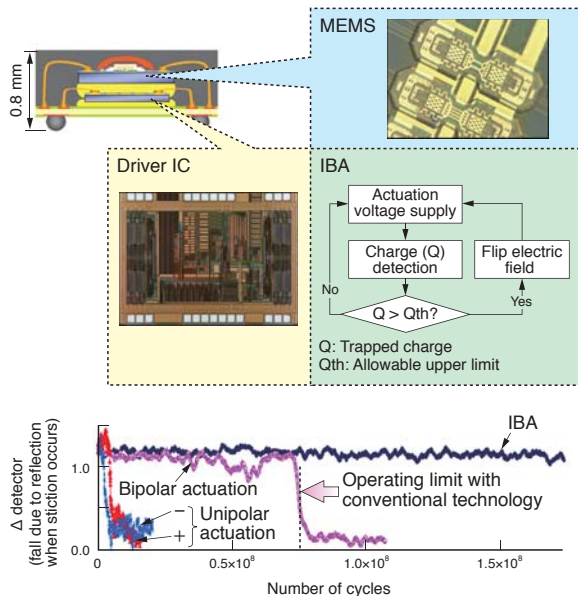 MEMS
0.8 mm
Driver IC
IBA
Actuation
voltage supply
Charge (Q)
detection
Flip electric
field
No
Q > Qth?
Yes
Q: Trapped charge
Qth: Allowable upper limit
Δ detector
(fall due to reflection
when stiction occurs)
1.0
0.0
IBA
Bipolar actuation
Operating limit with
conventional technology
−
+
Unipolar
actuation
0
0.5×10⁸
1.0×10⁸
1.5×10⁸
Number of cycles